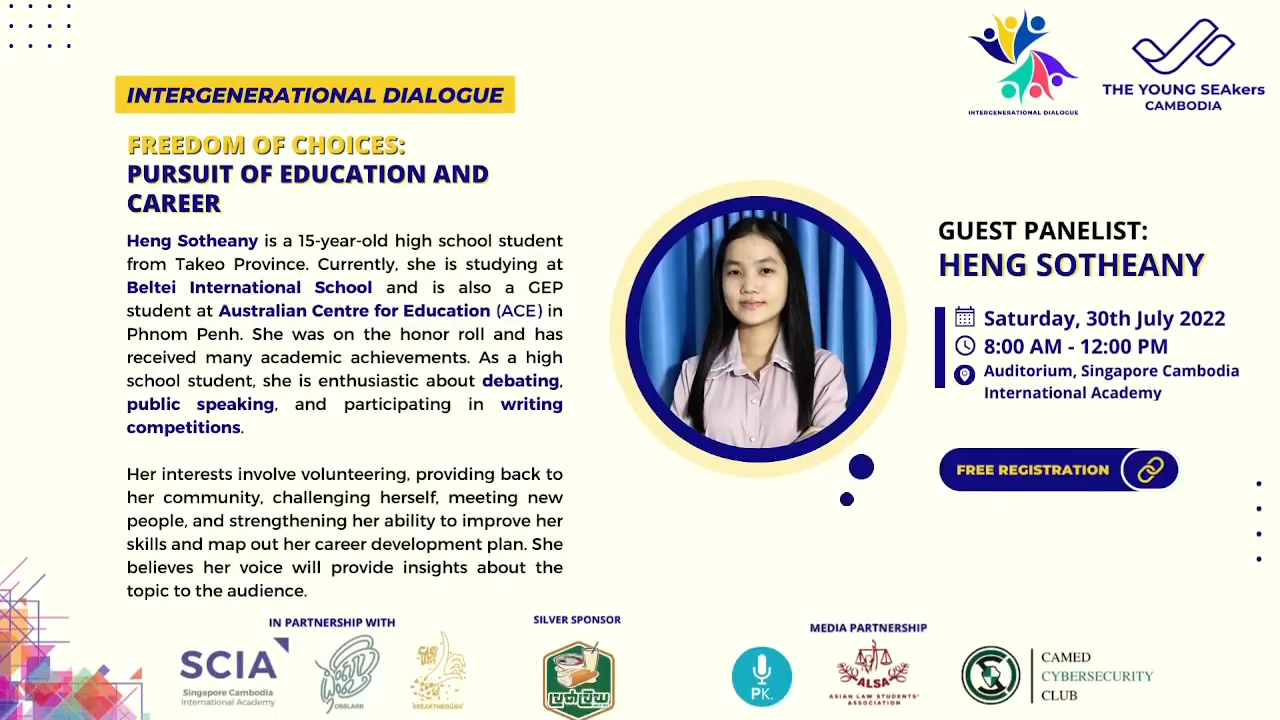 INTERGENERATIONAL DIALOGUE
FREEDOM OF CHOICES:
PURSUIT OF EDUCATION AND
CAREER
Heng Sotheany is a 15-year-old high school student
from Takeo Province. Currently, she is studying at
Beltei International School and is also a GEP
student at Australian Centre for Education (ACE) in
Phnom Penh. She was on the honor roll and has
received many academic achievements. As a high
school student, she is enthusiastic about debating,
public speaking, and participating in writing
competitions.
Her interests involve volunteering, providing back to
her community, challenging herself, meeting new
people, and strengthening her ability to improve her
skills and map out her career development plan. She
believes her voice will provide insights about the
topic to the audience.
INTERGENERATIONAL DIALOGUE
THE YOUNG SEAkers
CAMBODIA
GUEST PANELIST:
HENG SOTHEANY
Saturday, 30th July 2022
8:00 AM - 12:00 PM
Auditorium, Singapore Cambodia
International Academy
FREE REGISTRATION
IN PARTNERSHIP WITH
SCIA
Singapore Cambodia
International Academy
OBBLARB
"BREAKTHROUGH"
SILVER SPONSOR
MEDIA PARTNERSHIP
PK.
ALSA
ASIAN LAW STUDENTS'
ASSOCIATION
CAMED
CYBERSECURITY
CLUB